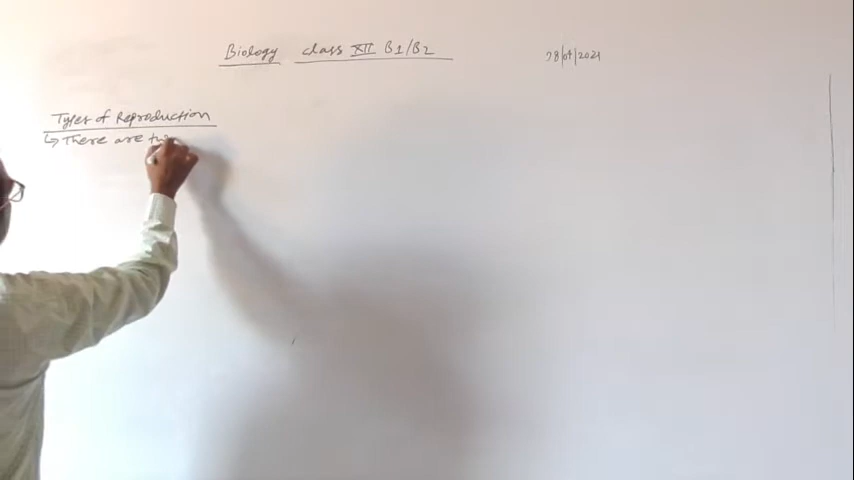 Biology class XII B1/B2
28/04/2021
Types of Reproduction
↳ There are